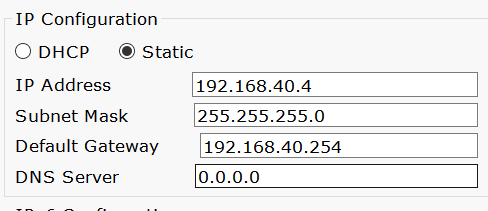 IP Configuration
DHCP Static
IP Address 192.168.40.4
Subnet Mask 255.255.255.0
Default Gateway 192.168.40.254
DNS Server 0.0.0.0